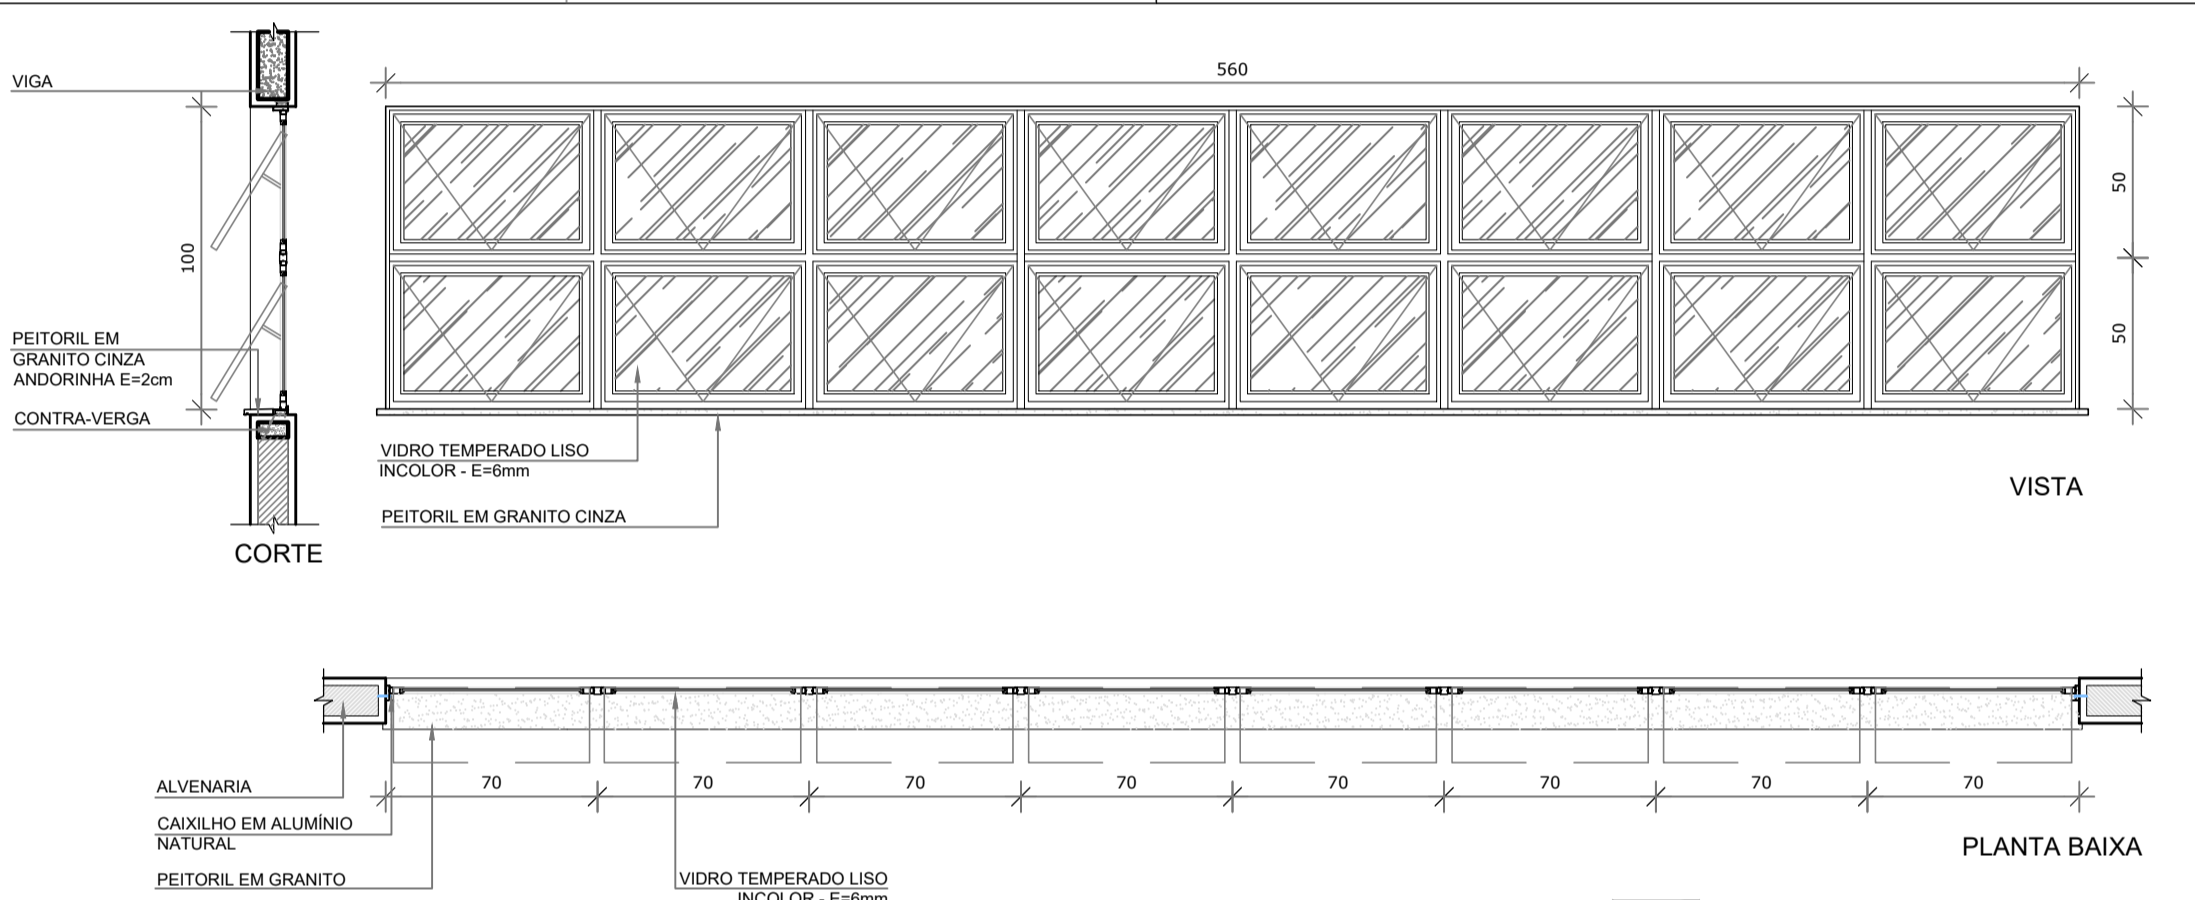 VIGA
100
PEITORIL EM
GRANITO CINZA
ANDORINHA E=2cm
CONTRA-VERGA
CORTE
560
50
50
VIDRO TEMPERADO LISO
INCOLOR - E=6mm
PEITORIL EM GRANITO CINZA
VISTA
70 70 70 70 70 70 70 70
ALVENARIA
CAIXILHO EM ALUMÍNIO
NATURAL
PEITORIL EM GRANITO
VIDRO TEMPERADO LISO
INCOLOR - E=6mm
PLANTA BAIXA